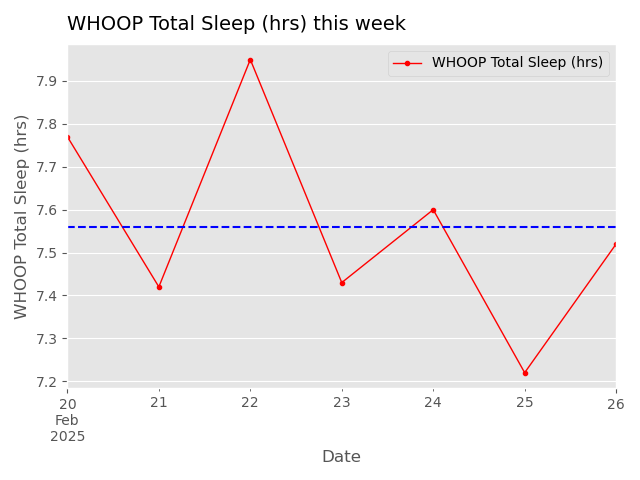 WHOOP Total Sleep (hrs) this week
WHOOP Total Sleep (hrs)
WHOOP Total Sleep (hrs)
7.9
7.8
7.7
7.6
7.5
7.4
7.3
7.2
20 21 22 23 24 25 26
Feb
2025
Date